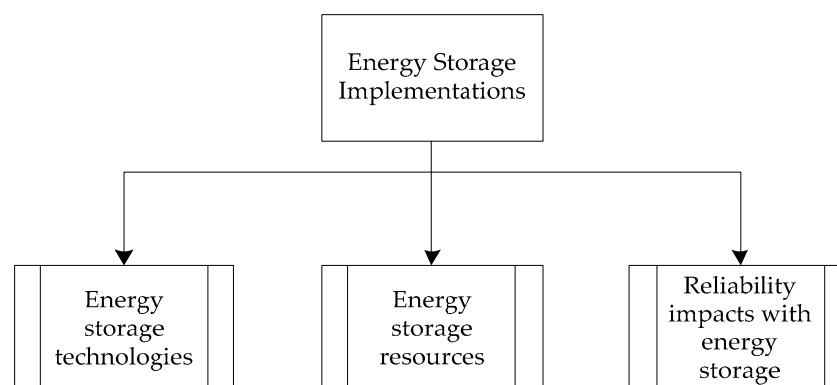 Energy Storage
Implementations
Energy
storage
technologies
Energy
storage
resources
Reliability
impacts with
energy
storage